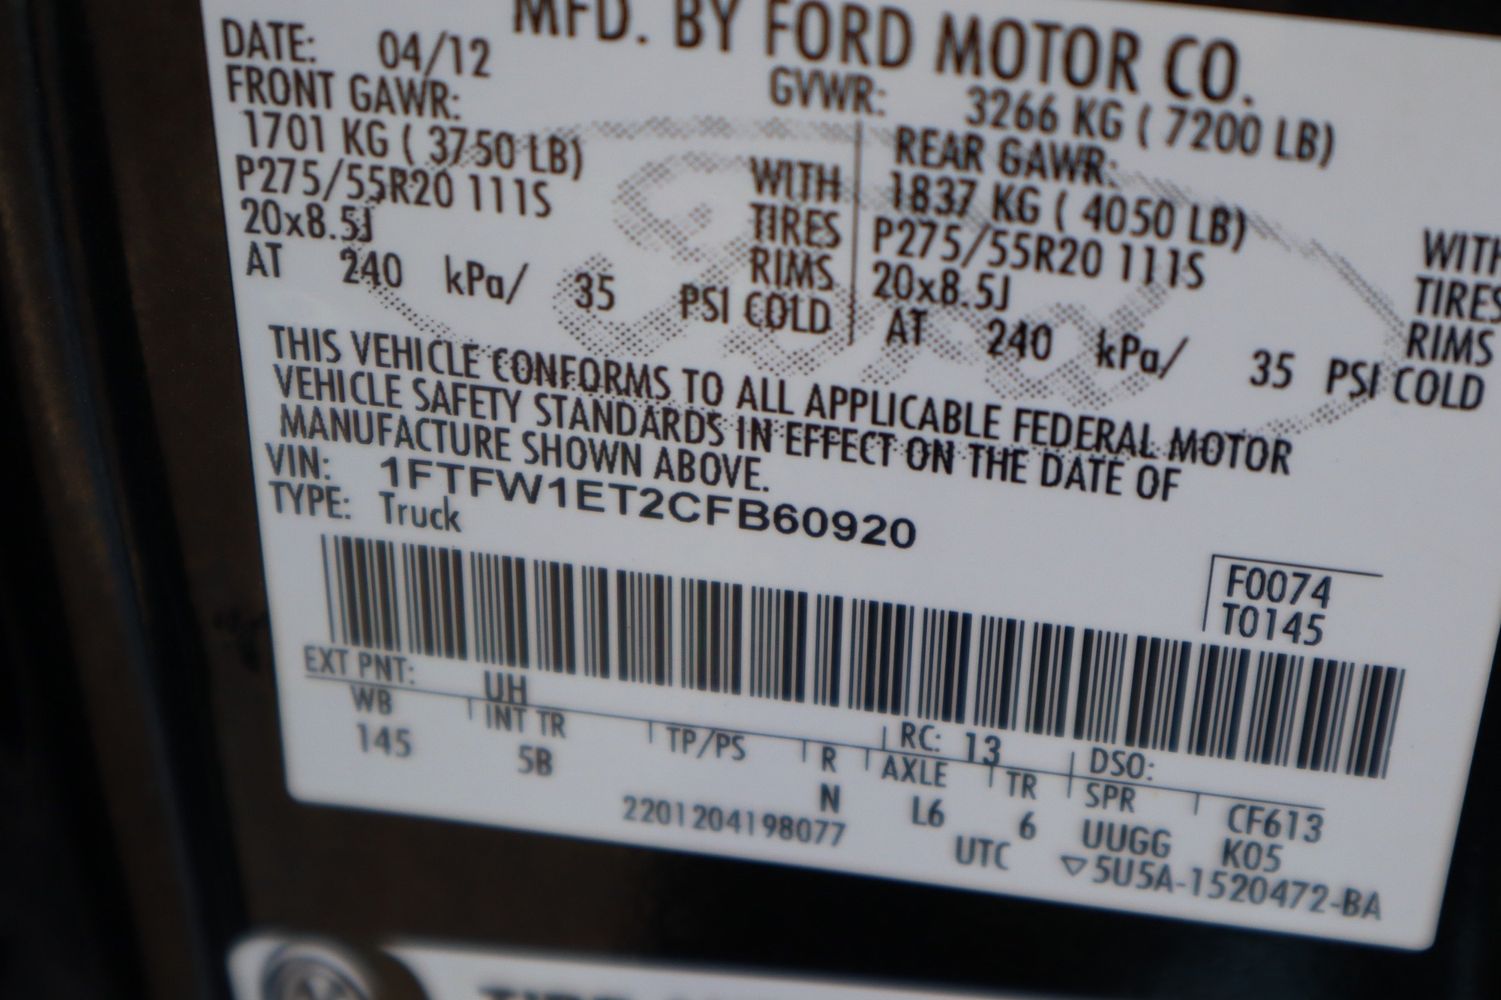 MFD. BY FORD MOTOR CO.
DATE: 04/12 GVWR: 3266 KG ( 7200 LB)
FRONT GAWR: REAR GAWR:
1701 KG ( 3750 LB) WITH 1837 KG ( 4050 LB) WITH
P275/55R20 111S TIRES P275/55R20 111S TIRES
20x8.5J RIMS 20x8.5J RIMS
AT 240 kPa/ 35 PSI COLD AT 240 kPa/ 35 PSI COLD
Ford
THIS VEHICLE CONFORMS TO ALL APPLICABLE FEDERAL MOTOR
VEHICLE SAFETY STANDARDS IN EFFECT ON THE DATE OF
MANUFACTURE SHOWN ABOVE.
VIN: 1FTFW1ET2CFB60920
TYPE: Truck
F0074
T0145
EXT PNT: UH RC: 13 DSO:
WB INT TR TP/PS R AXLE TR SPR
145 5B N L6 6 UUGG CF613
K05
2201204198077 UTC ▽5U5A-1520472-BA